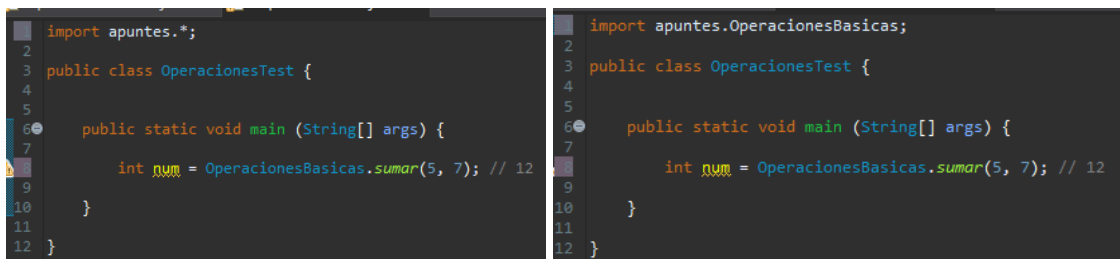 1 import apuntes.*;
2
3 public class OperacionesTest {
4
5
6 public static void main (String[] args) {
7
8 int num = OperacionesBasicas.sumar(5, 7); // 12
9
10 }
11
12 }
1 import apuntes.OperacionesBasicas;
2
3 public class OperacionesTest {
4
5
6 public static void main (String[] args) {
7
8 int num = OperacionesBasicas.sumar(5, 7); // 12
9
10 }
11
12 }